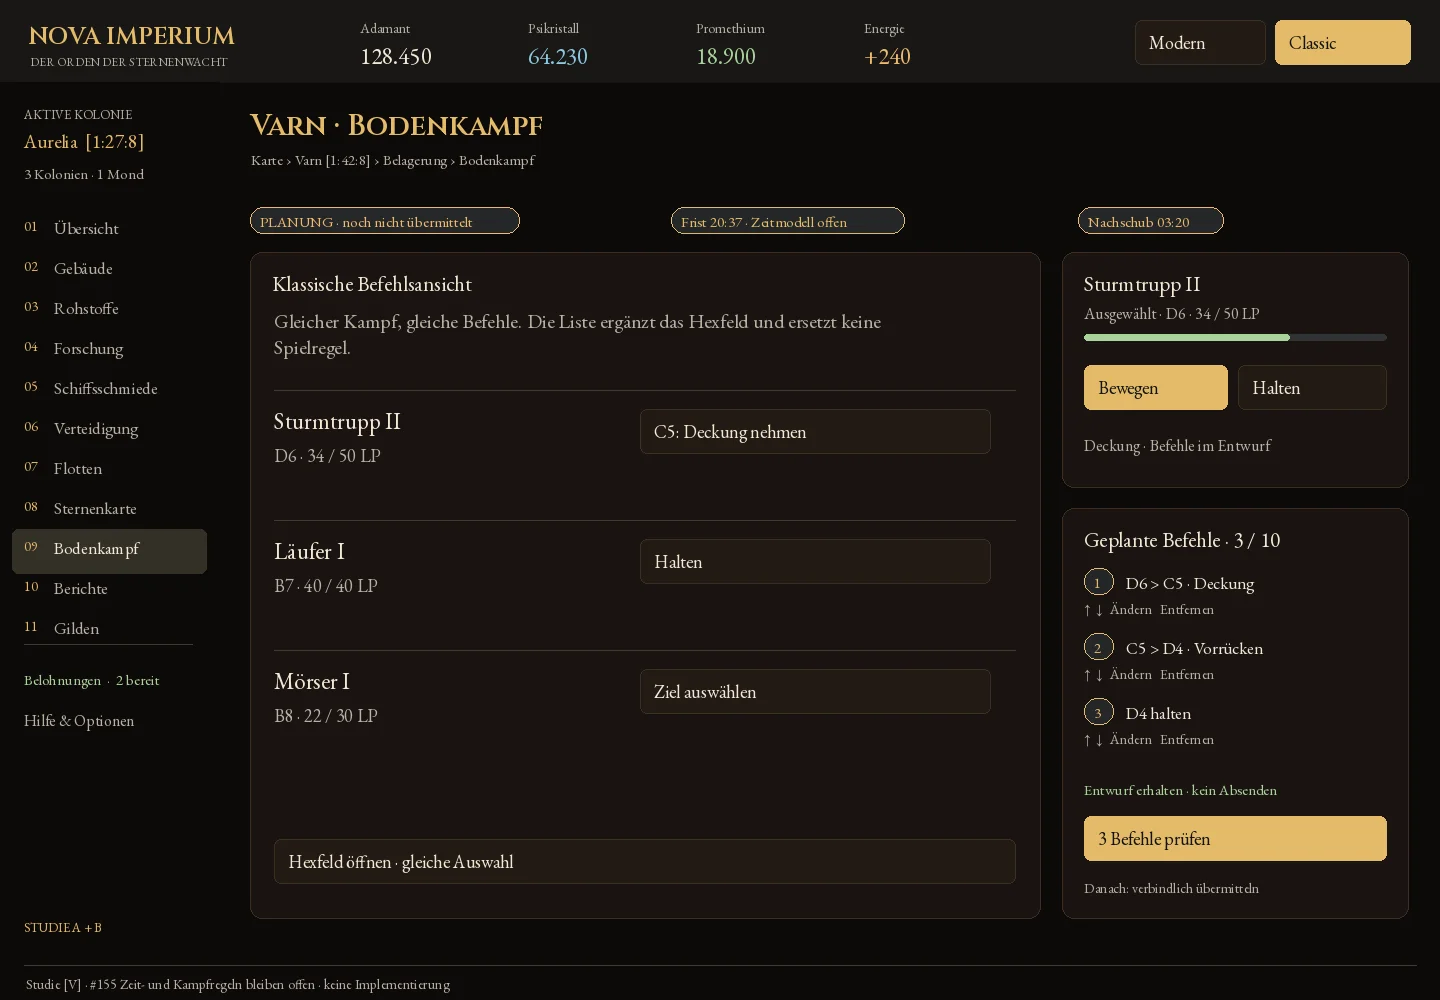 NOVA IMPERIUM
DER ORDEN DER STERNENWACHT
Adamant
128.450
Psikristall
64.230
Promethium
18.900
Energie
+240
Modern
Classic
AKTIVE KOLONIE
Aurelia [1:27:8]
3 Kolonien · 1 Mond
01 Übersicht
02 Gebäude
03 Rohstoffe
04 Forschung
05 Schiffsschmiede
06 Verteidigung
07 Flotten
08 Sternenkarte
09 Bodenkampf
10 Berichte
11 Gilden
Belohnungen · 2 bereit
Hilfe & Optionen
STUDIE A + B
Varn · Bodenkampf
Karte › Varn [1:42:8] › Belagerung › Bodenkampf
PLANUNG · noch nicht übermittelt
Frist 20:37 · Zeitmodell offen
Nachschub 03:20
Klassische Befehlsansicht
Gleicher Kampf, gleiche Befehle. Die Liste ergänzt das Hexfeld und ersetzt keine
Spielregel.
Sturmtrupp II
D6 · 34 / 50 LP
C5: Deckung nehmen
Läufer I
B7 · 40 / 40 LP
Halten
Mörser I
B8 · 22 / 30 LP
Ziel auswählen
Hexfeld öffnen · gleiche Auswahl
Sturmtrupp II
Ausgewählt · D6 · 34 / 50 LP
Bewegen
Halten
Deckung · Befehle im Entwurf
Geplante Befehle · 3 / 10
1 D6 > C5 · Deckung
↑ ↓ Ändern Entfernen
2 C5 > D4 · Vorrücken
↑ ↓ Ändern Entfernen
3 D4 halten
↑ ↓ Ändern Entfernen
Entwurf erhalten · kein Absenden
3 Befehle prüfen
Danach: verbindlich übermitteln
Studie [V] · #155 Zeit- und Kampfregeln bleiben offen · keine Implementierung